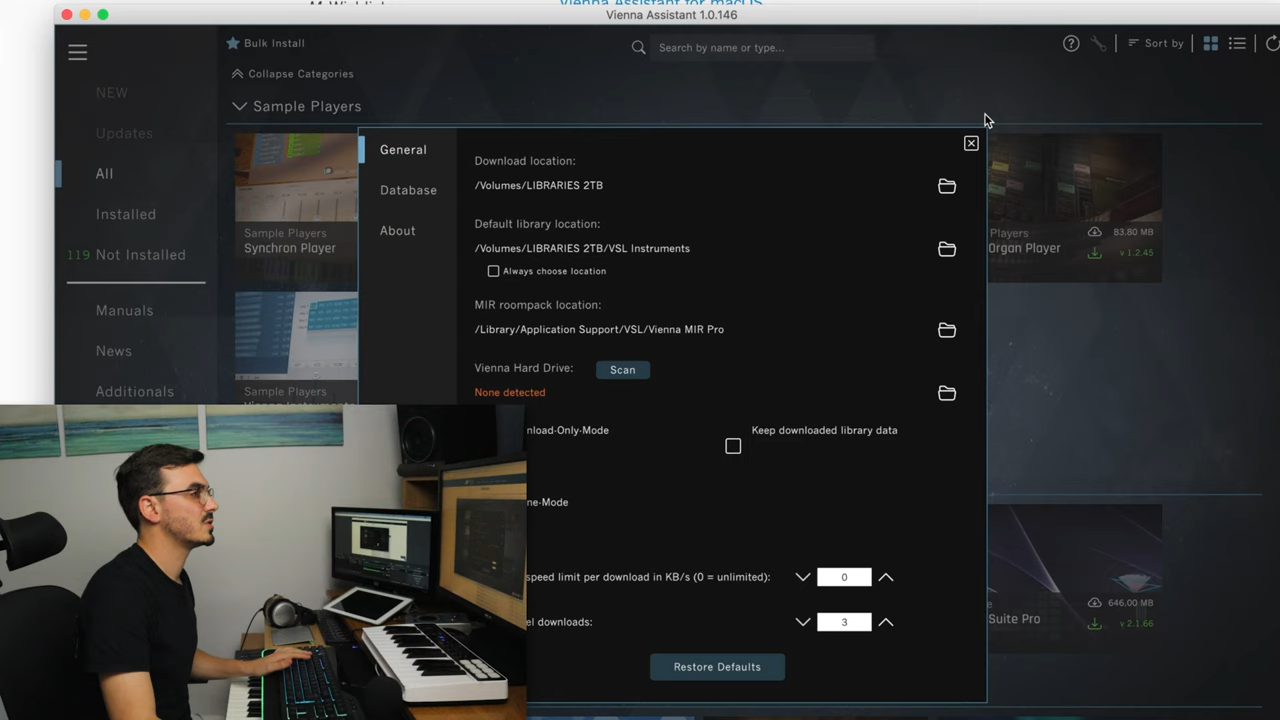 Vienna Assistant for macOS
Vienna Assistant 1.0.146
Bulk Install
Search by name or type...
Sort by
Collapse Categories
Sample Players
NEW
Updates
All
Installed
119 Not Installed
Manuals
News
Additionals
Sample Players
Synchron Player
Sample Players
General
Database
About
Download location:
/Volumes/LIBRARIES 2TB
Default library location:
/Volumes/LIBRARIES 2TB/VSL Instruments
Always choose location
MIR roompack location:
/Library/Application Support/VSL/Vienna MIR Pro
Vienna Hard Drive:
Scan
None detected
nload-Only-Mode
Keep downloaded library data
ne-Mode
speed limit per download in KB/s (0 = unlimited):
0
el downloads:
3
Restore Defaults
Players
83.80 MB
Organ Player
v 1.2.45
646.00 MB
Suite Pro
v 2.1.66